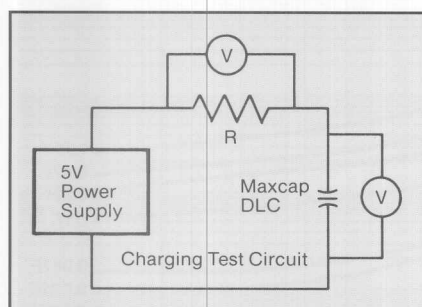 V
R
5V
Power
Supply
Maxcap
DLC
V
Charging Test Circuit